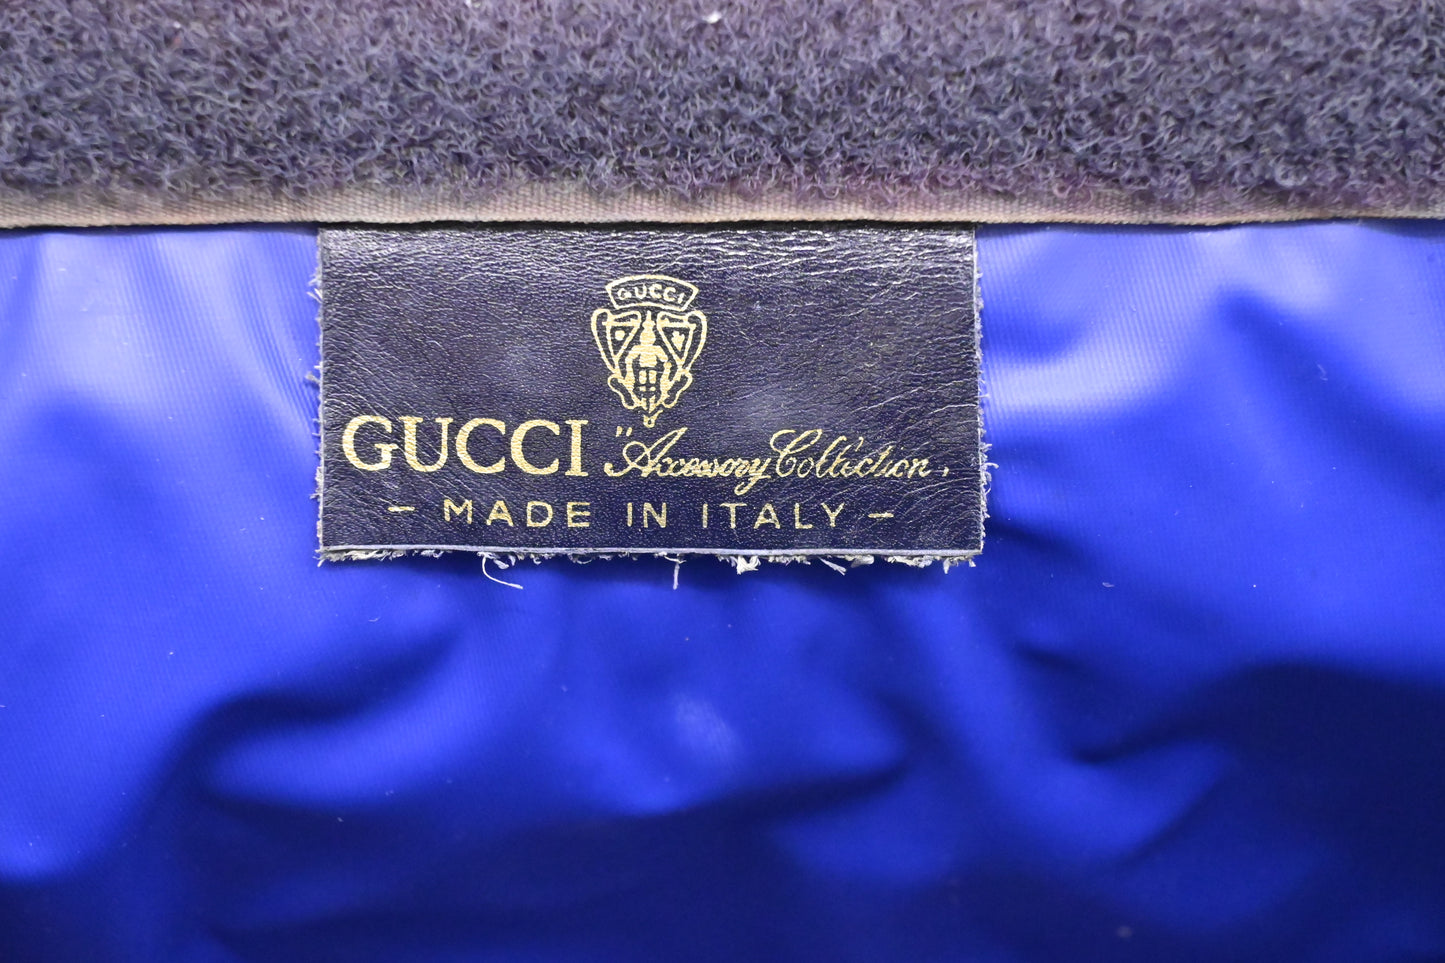 GUCCI
GUCCI "Accessory Collection,
- MADE IN ITALY -